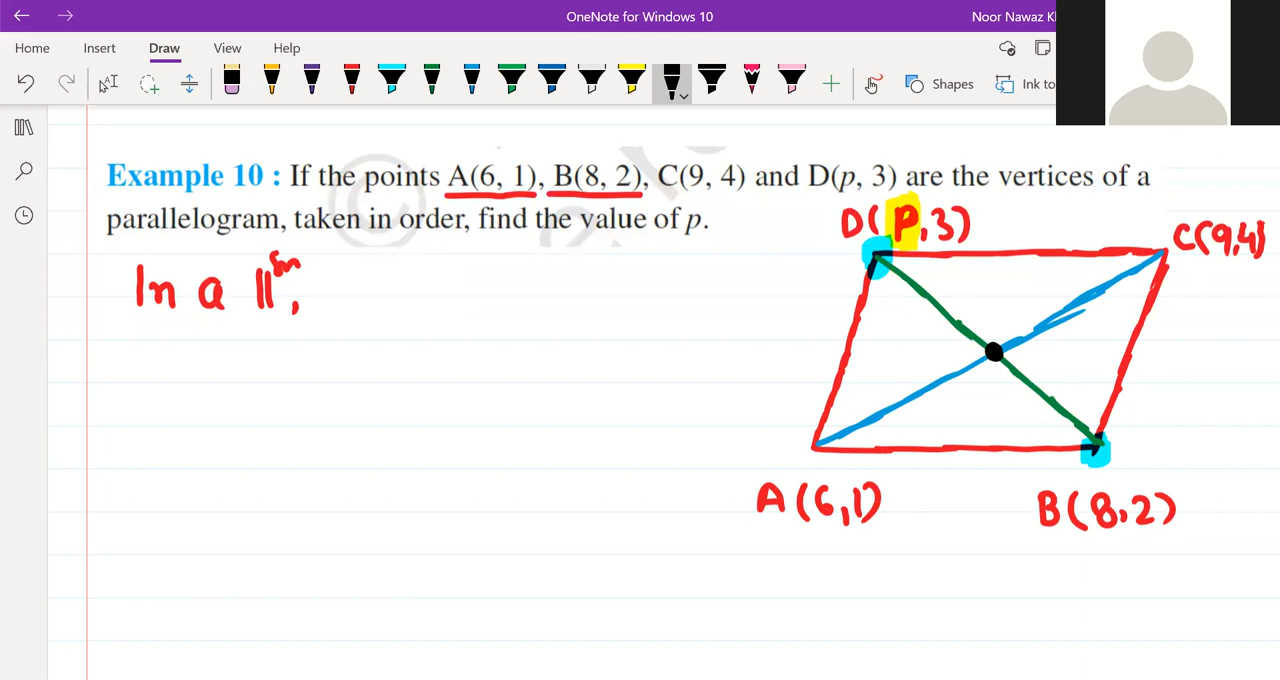 OneNote for Windows 10
Noor Nawaz Kl
Home Insert Draw View Help
Shapes Ink to
Example 10 : If the points A(6, 1), B(8, 2), C(9, 4) and D(p, 3) are the vertices of a
parallelogram, taken in order, find the value of p.
D(P,3)
C(9,4)
In a ||gm,
A(6,1)
B(8,2)